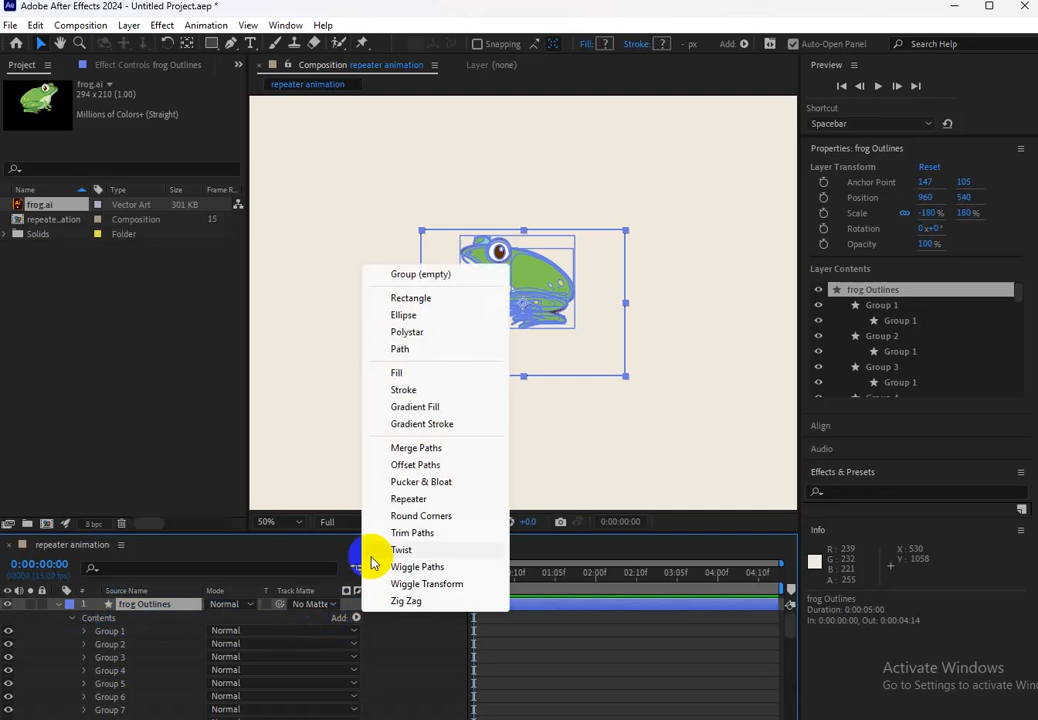 Adobe After Effects 2024 - Untitled Project.aep *
File Edit Composition Layer Effect Animation View Window Help
Snapping Fill: ? Stroke: ? - px Add: Auto-Open Panel Search Help
Project Effect Controls frog Outlines
frog.ai
294 x 210 (1.00)
Millions of Colors+ (Straight)
Name Type Size Frame R...
frog.ai Vector Art 301 KB
repeate...ation Composition 15
Solids Folder
8 bpc
Composition repeater animation Layer (none)
repeater animation
Group (empty)
Rectangle
Ellipse
Polystar
Path
Fill
Stroke
Gradient Fill
Gradient Stroke
Merge Paths
Offset Paths
Pucker & Bloat
Repeater
Round Corners
Trim Paths
Twist
Wiggle Paths
Wiggle Transform
Zig Zag
50% Full +0.0 0:00:00:00
Preview
Shortcut
Spacebar
Properties: frog Outlines
Layer Transform Reset
Anchor Point 147 105
Position 960 540
Scale -180 % 180 %
Rotation 0x+0°
Opacity 100 %
Layer Contents
frog Outlines
Group 1
Group 1
Group 2
Group 1
Group 3
Group 1
Group 4
Align
Audio
Effects & Presets
Info
R : 239
G : 232
B : 221
A : 255
X : 530
Y : 1058
frog Outlines
Duration: 0:00:05:00
In: 0:00:00:00, Out: 0:00:04:14
Activate Windows
Go to Settings to activate Win
repeater animation
0:00:00:00
00000 (15.00 fps)
01:05f 02:00f 02:10f 03:05f 04:00f 04:10f
Source Name Mode Track Matte
1 frog Outlines Normal No Matte
Contents Add:
Group 1 Normal
Group 2 Normal
Group 3 Normal
Group 4 Normal
Group 5 Normal
Group 6 Normal
Group 7 Normal